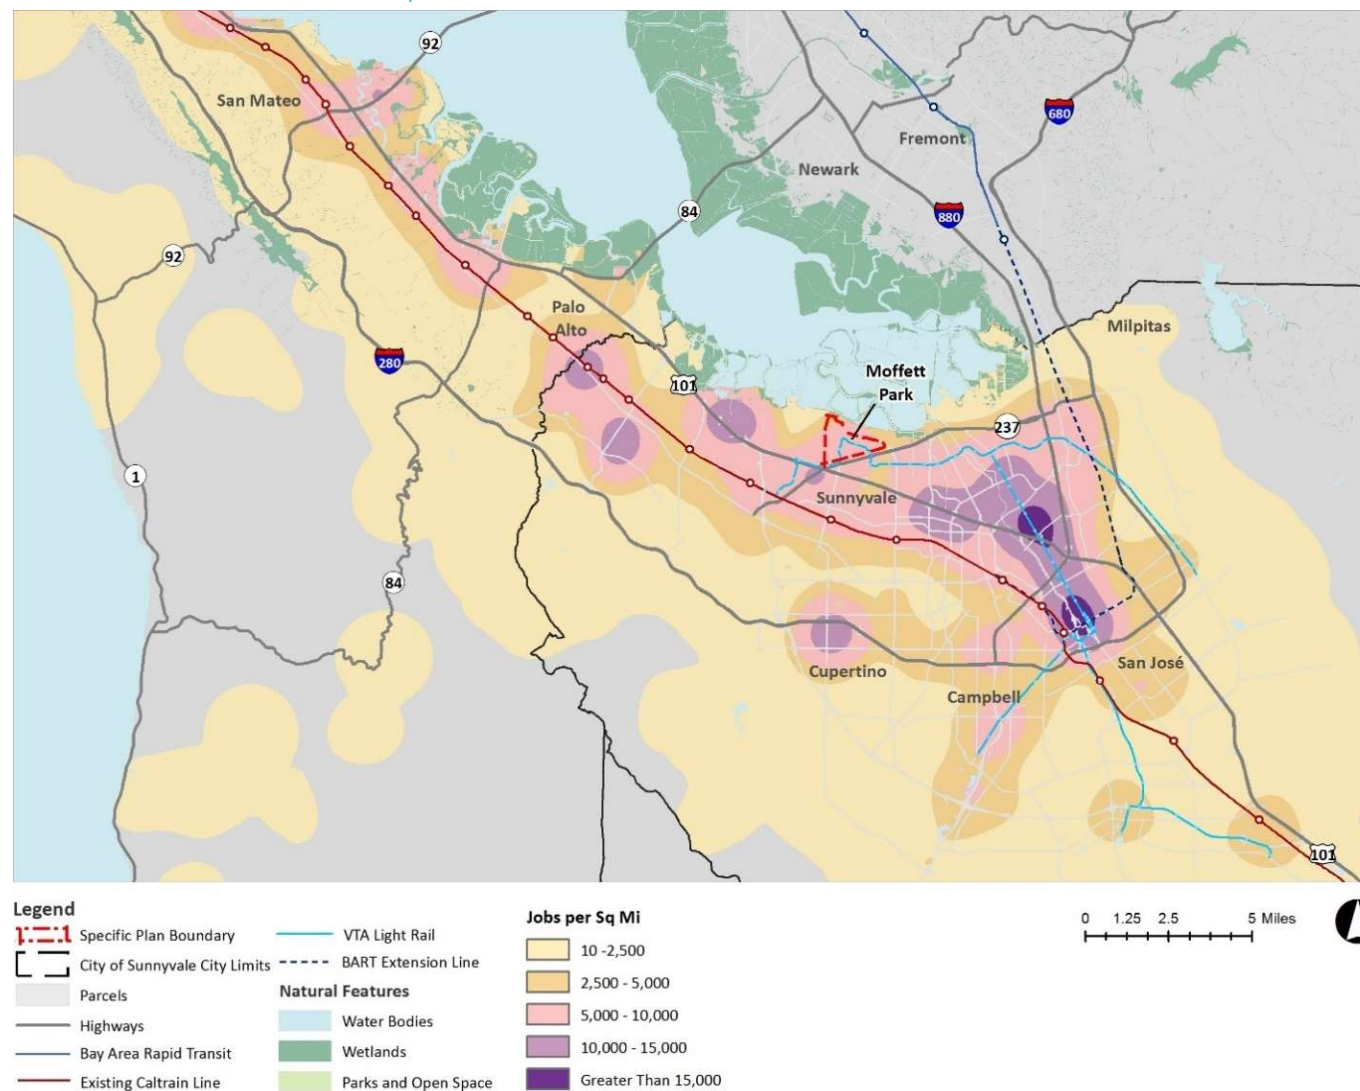 92
San Mateo
680
Fremont
Newark
84
880
92
Palo
Alto
Milpitas
280
Moffett
Park
101
237
1
Sunnyvale
84
Cupertino
San José
Campbell
101
Legend
Specific Plan Boundary
City of Sunnyvale City Limits
Parcels
Highways
Bay Area Rapid Transit
Existing Caltrain Line
VTA Light Rail
BART Extension Line
Natural Features
Water Bodies
Wetlands
Parks and Open Space
Jobs per Sq Mi
10 -2,500
2,500 - 5,000
5,000 - 10,000
10,000 - 15,000
Greater Than 15,000
0 1.25 2.5 5 Miles